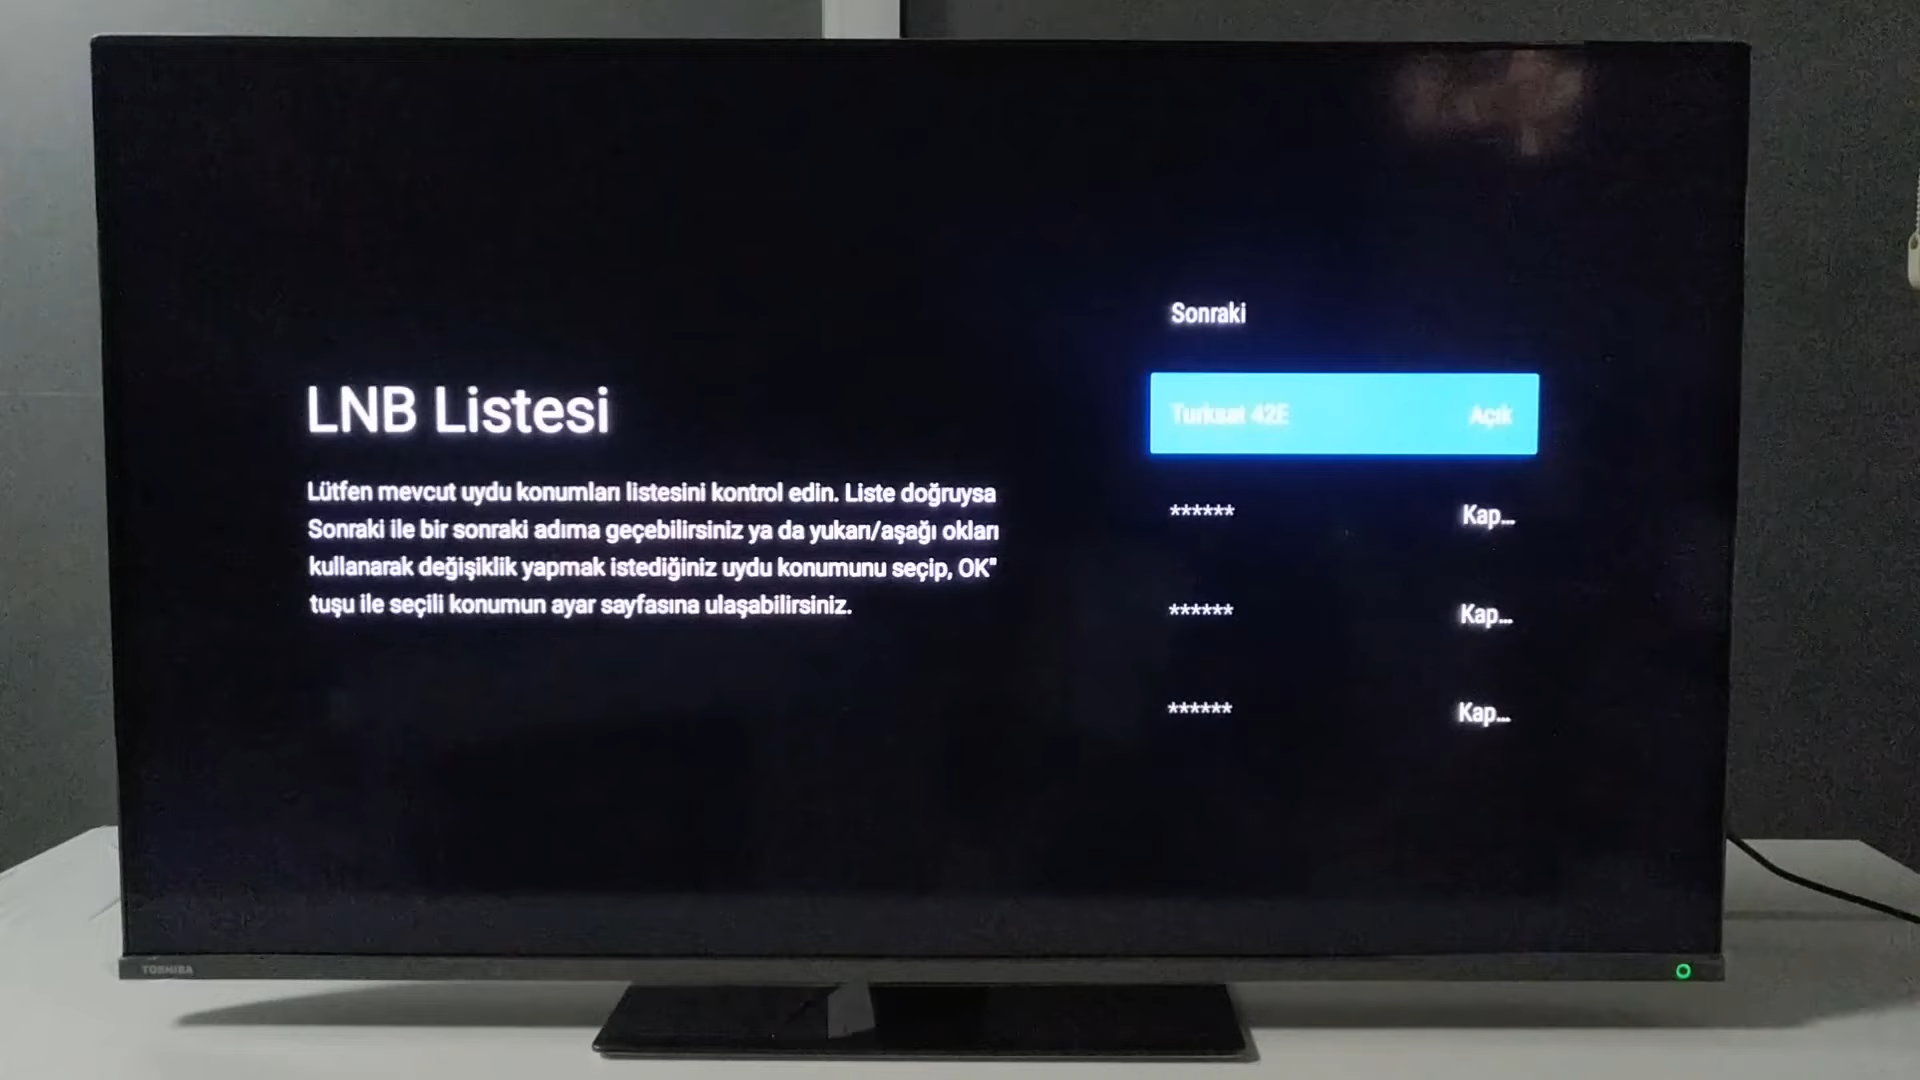 Sonraki
LNB Listesi
Turksat 42E Açık
Lütfen mevcut uydu konumları listesini kontrol edin. Liste doğruysa
Sonraki ile bir sonraki adıma geçebilirsiniz ya da yukarı/aşağı okları
kullanarak değişiklik yapmak istediğiniz uydu konumunu seçip, OK"
tuşu ile seçili konumun ayar sayfasına ulaşabilirsiniz.
****** Kap...
****** Kap...
****** Kap...
TOSHIBA